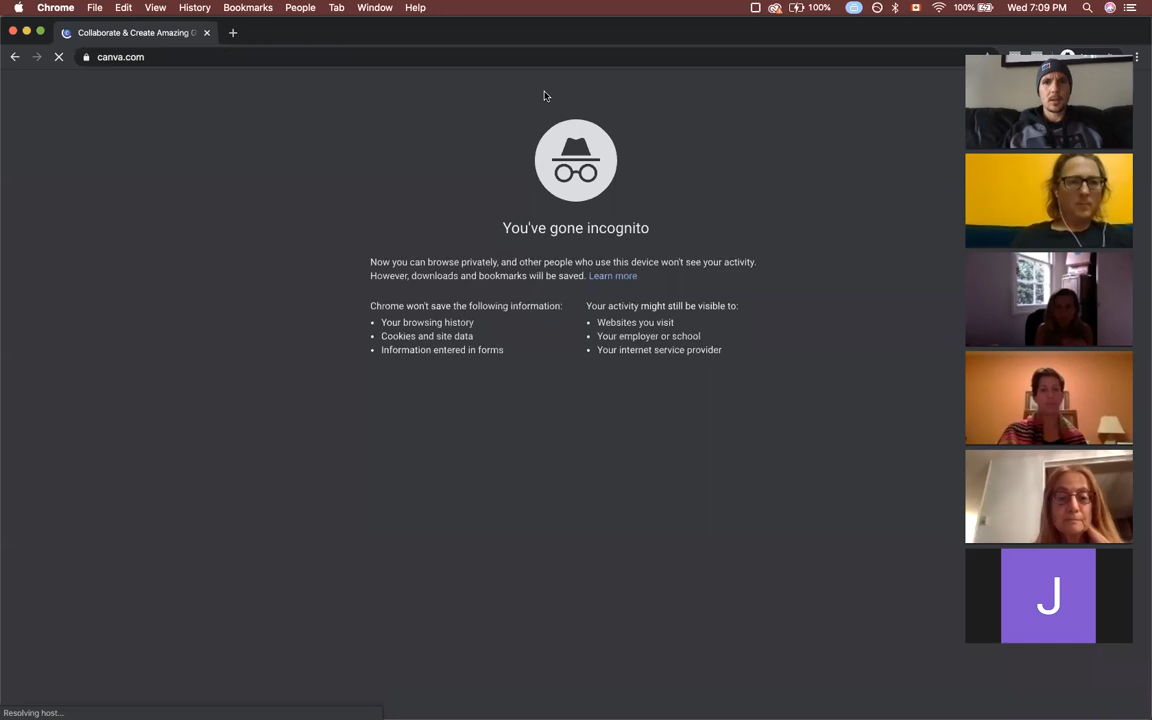 Chrome File Edit View History Bookmarks People Tab Window Help 100% 100% Wed 7:09 PM
Collaborate & Create Amazing G
canva.com
You've gone incognito
Now you can browse privately, and other people who use this device won't see your activity.
However, downloads and bookmarks will be saved. Learn more
Chrome won't save the following information:
Your browsing history
Cookies and site data
Information entered in forms
Your activity might still be visible to:
Websites you visit
Your employer or school
Your internet service provider
J
Resolving host...